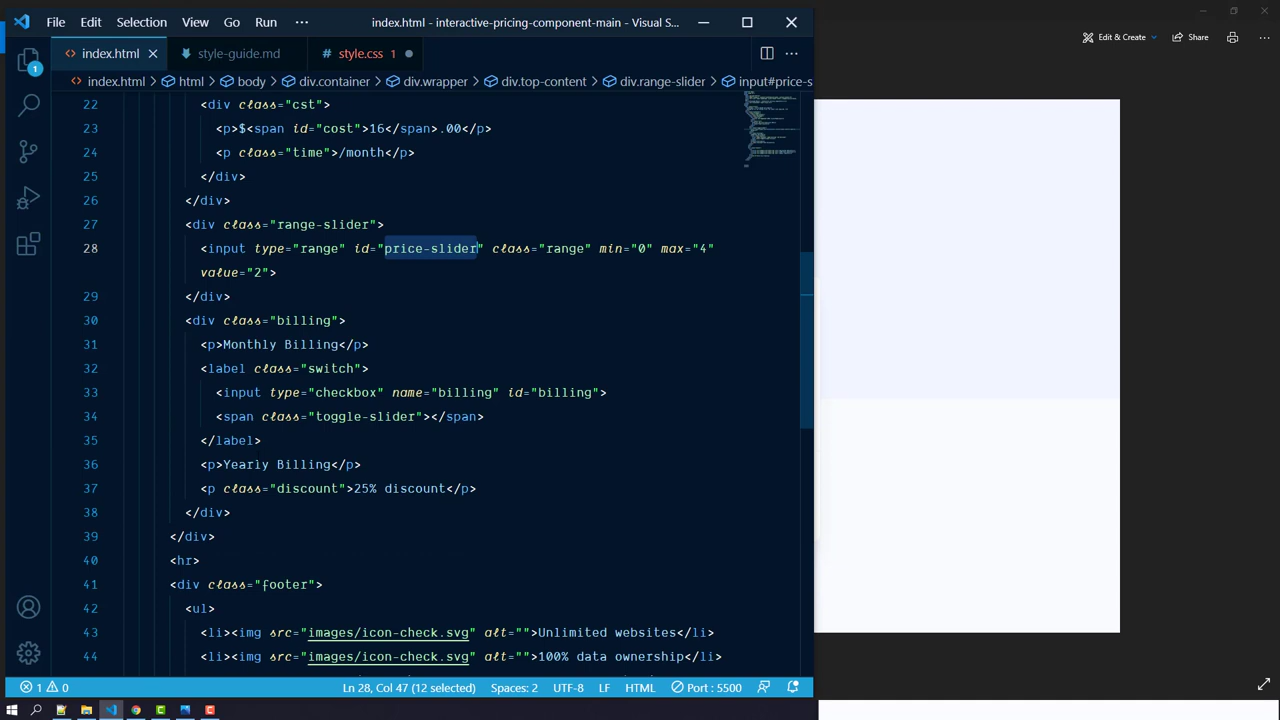 File Edit Selection View Go Run ··· index.html - interactive-pricing-component-main - Visual S...
Edit & Create Share ···
index.html style-guide.md style.css 1
index.html > html > body > div.container > div.wrapper > div.top-content > div.range-slider > input#price-s
22 <div class="cst">
23 <p>$<span id="cost">16</span>.00</p>
24 <p class="time">/month</p>
25 </div>
26 </div>
27 <div class="range-slider">
28 <input type="range" id="price-slider" class="range" min="0" max="4"
value="2">
29 </div>
30 <div class="billing">
31 <p>Monthly Billing</p>
32 <label class="switch">
33 <input type="checkbox" name="billing" id="billing">
34 <span class="toggle-slider"></span>
35 </label>
36 <p>Yearly Billing</p>
37 <p class="discount">25% discount</p>
38 </div>
39 </div>
40 <hr>
41 <div class="footer">
42 <ul>
43 <li><img src="images/icon-check.svg" alt="">Unlimited websites</li>
44 <li><img src="images/icon-check.svg" alt="">100% data ownership</li>
1 0 Ln 28, Col 47 (12 selected) Spaces: 2 UTF-8 LF HTML Port : 5500